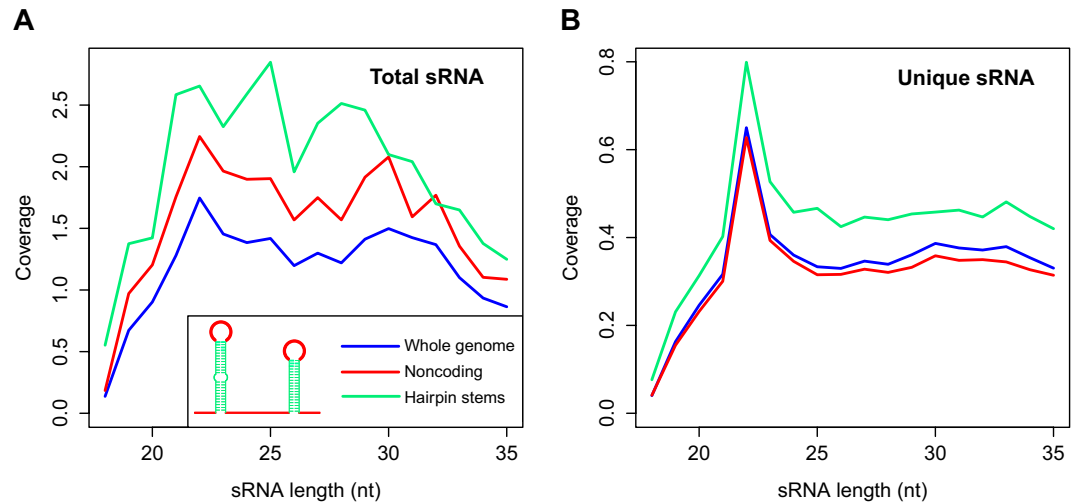 A
Total sRNA
Coverage
0.0 0.5 1.0 1.5 2.0 2.5
Whole genome
Noncoding
Hairpin stems
20 25 30 35
sRNA length (nt)
B
Unique sRNA
Coverage
0.0 0.2 0.4 0.6 0.8
20 25 30 35
sRNA length (nt)